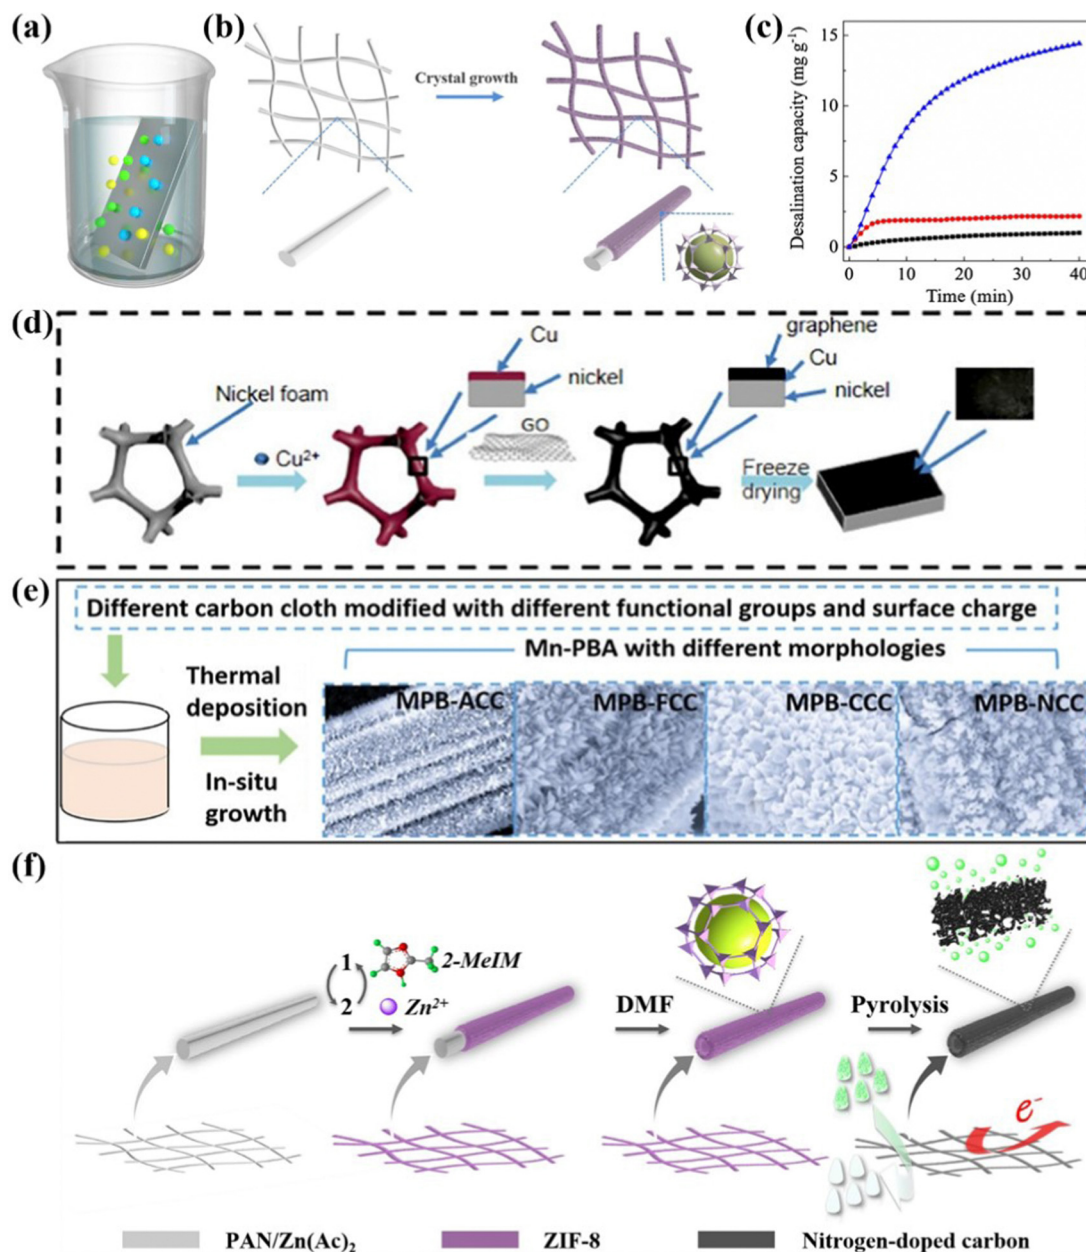 (a)
(b)
Crystal growth
(c)
Desalination capacity (mg g⁻¹)
15
10
5
0
0 10 20 30 40
Time (min)
(d)
Nickel foam
Cu²⁺
Cu
nickel
GO
graphene
Cu
nickel
Freeze
drying
(e)
Different carbon cloth modified with different functional groups and surface charge
Thermal
deposition
In-situ
growth
Mn-PBA with different morphologies
MPB-ACC MPB-FCC MPB-CCC MPB-NCC
(f)
1
2
2-MeIM
Zn²⁺
DMF
Pyrolysis
e⁻
PAN/Zn(Ac)₂ ZIF-8 Nitrogen-doped carbon